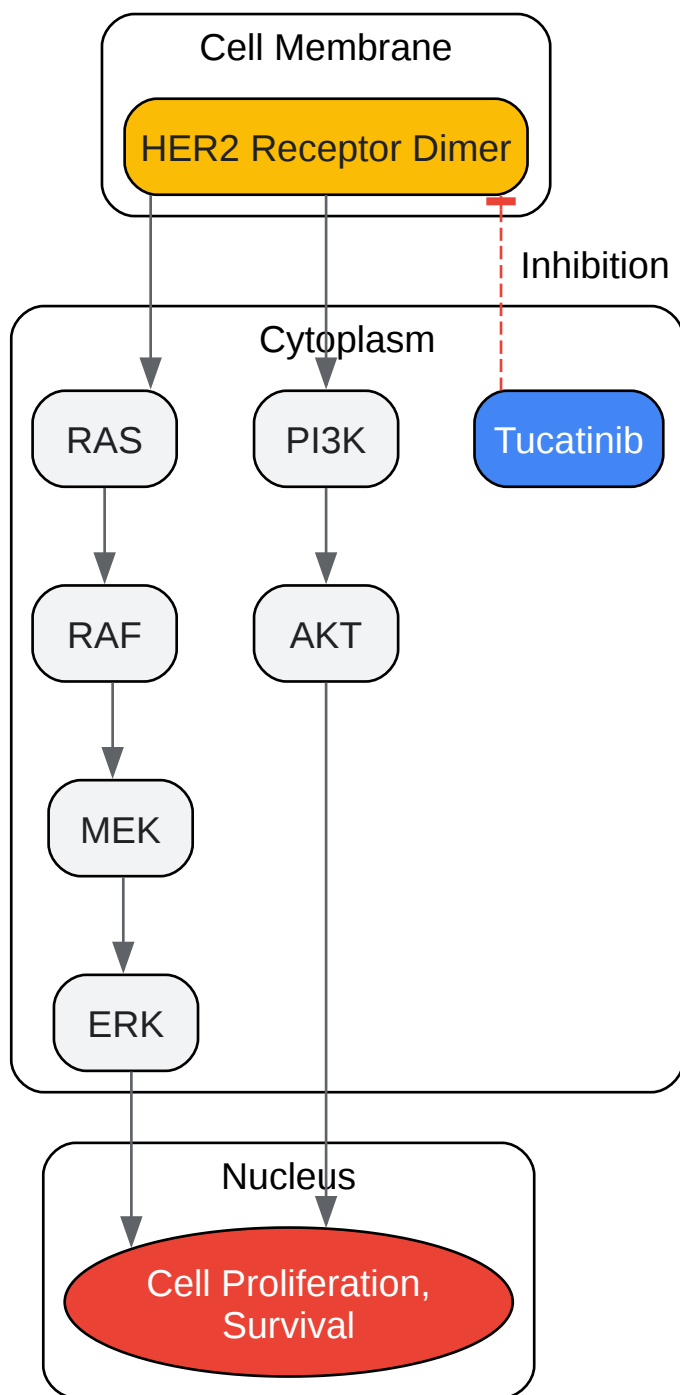 Cell Membrane
HER2 Receptor Dimer
Inhibition
Cytoplasm
RAS
PI3K
Tucatinib
RAF
AKT
MEK
ERK
Nucleus
Cell Proliferation,
Survival